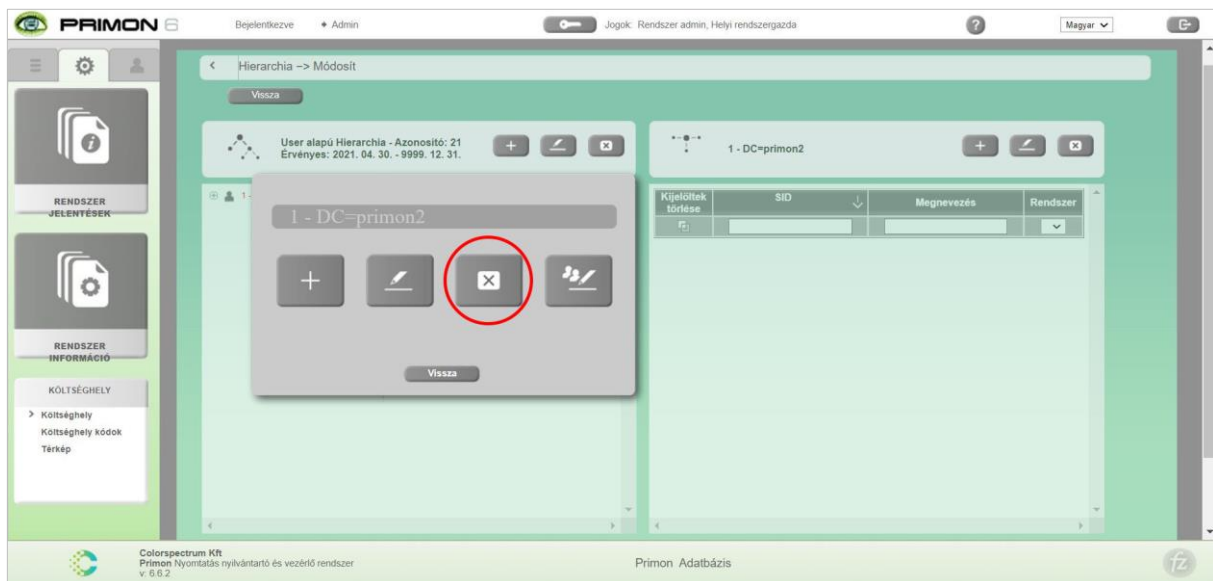 PRIMON 6
Bejelentkezve
Admin
Jogok: Rendszer admin, Helyi rendszergazda
?
Magyar
Hierarchia –> Módosít
Vissza
RENDSZER
JELENTÉSEK
RENDSZER
INFORMÁCIÓ
KÖLTSÉGHELY
> Költséghely
Költséghely kódok
Térkép
User alapú Hierarchia - Azonosító: 21
Érvényes: 2021. 04. 30. - 9999. 12. 31.
1 -
1 - DC=primon2
Vissza
1 - DC=primon2
Kijelöltek
törlése
SID
Megnevezés
Rendszer
Colorspectrum Kft
Primon Nyomtatás nyilvántartó és vezérlő rendszer
v: 6.6.2
Primon Adatbázis
fz